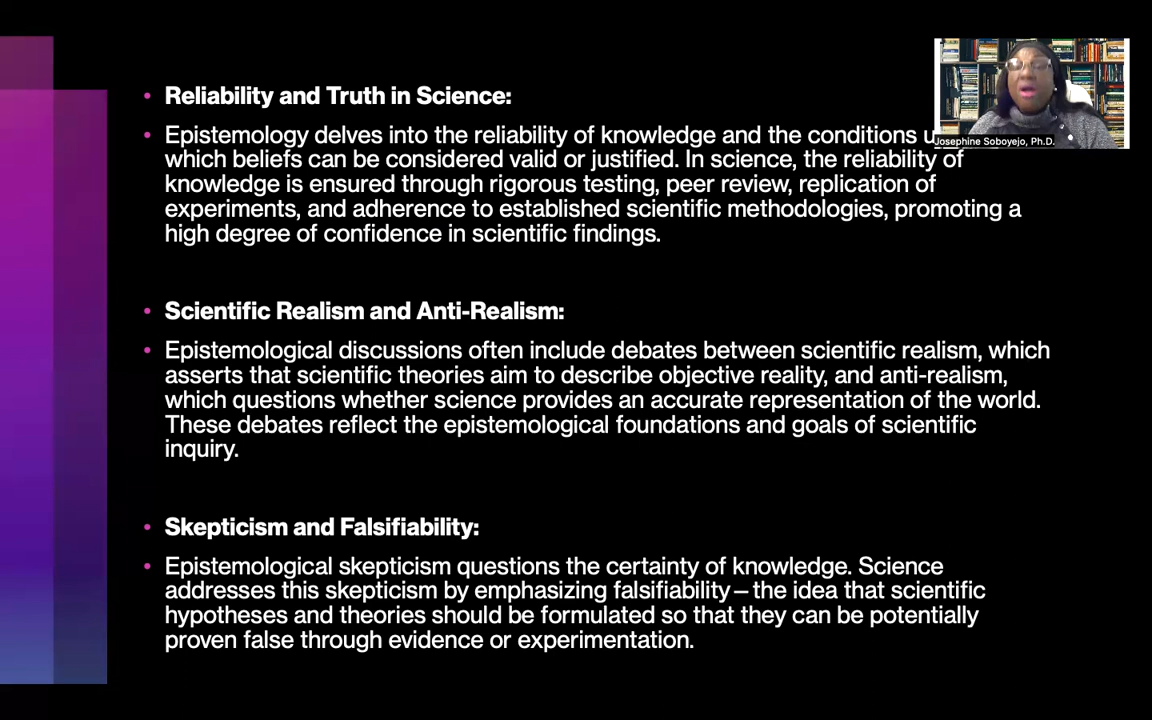 • Reliability and Truth in Science:
• Epistemology delves into the reliability of knowledge and the conditions
which beliefs can be considered valid or justified. In science, the reliability of
knowledge is ensured through rigorous testing, peer review, replication of
experiments, and adherence to established scientific methodologies, promoting a
high degree of confidence in scientific findings.
Josephine Soboyejo, Ph.D.
• Scientific Realism and Anti-Realism:
• Epistemological discussions often include debates between scientific realism, which
asserts that scientific theories aim to describe objective reality, and anti-realism,
which questions whether science provides an accurate representation of the world.
These debates reflect the epistemological foundations and goals of scientific
inquiry.
• Skepticism and Falsifiability:
• Epistemological skepticism questions the certainty of knowledge. Science
addresses this skepticism by emphasizing falsifiability—the idea that scientific
hypotheses and theories should be formulated so that they can be potentially
proven false through evidence or experimentation.